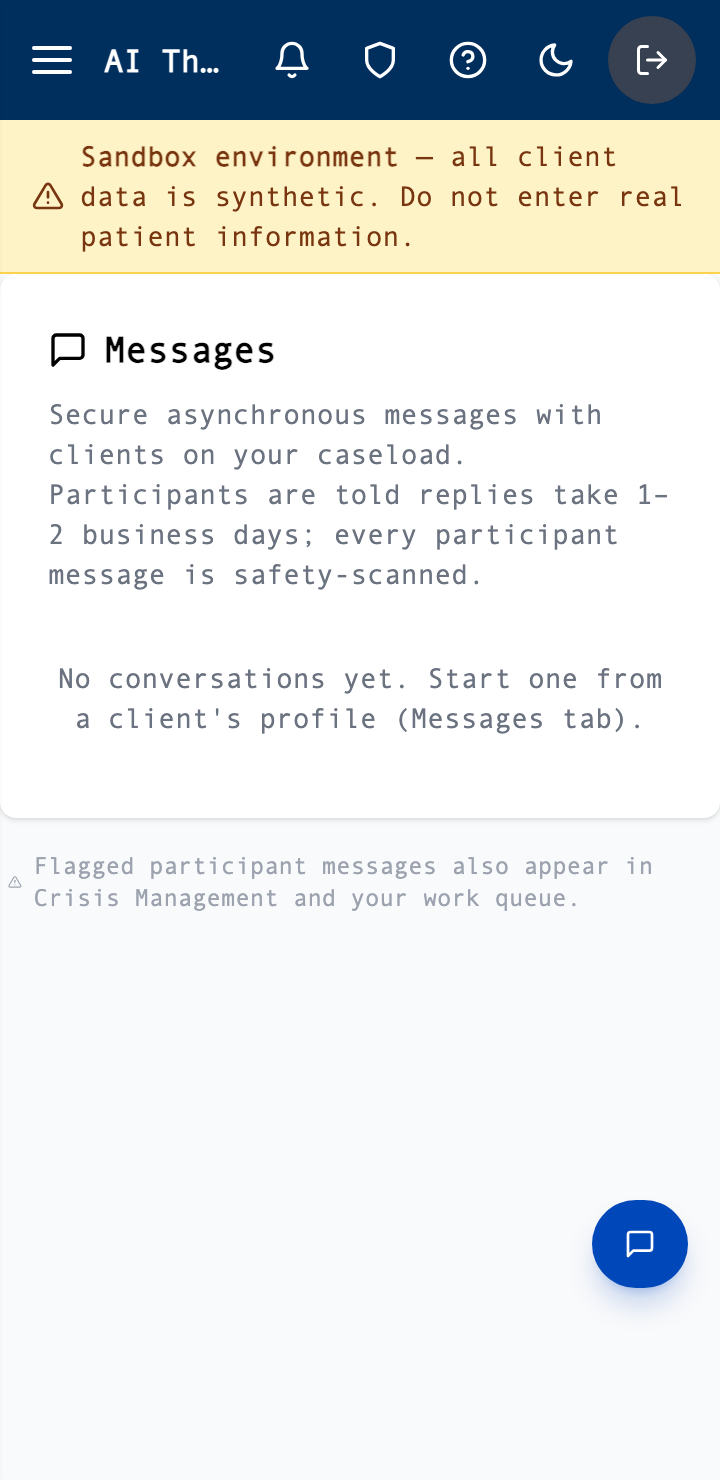 AI Th…
Sandbox environment — all client
data is synthetic. Do not enter real
patient information.
Messages
Secure asynchronous messages with
clients on your caseload.
Participants are told replies take 1–
2 business days; every participant
message is safety-scanned.
No conversations yet. Start one from
a client's profile (Messages tab).
Flagged participant messages also appear in
Crisis Management and your work queue.